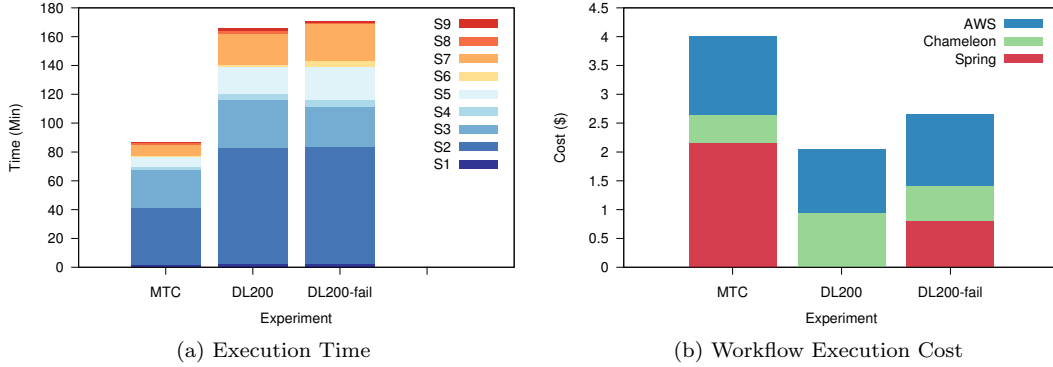 180
160
140
120
100
80
60
40
20
0
Time (Min)
S9
S8
S7
S6
S5
S4
S3
S2
S1
MTC DL200 DL200-fail
Experiment
(a) Execution Time
4.5
4
3.5
3
2.5
2
1.5
1
0.5
0
Cost ($)
AWS
Chameleon
Spring
MTC DL200 DL200-fail
Experiment
(b) Workflow Execution Cost